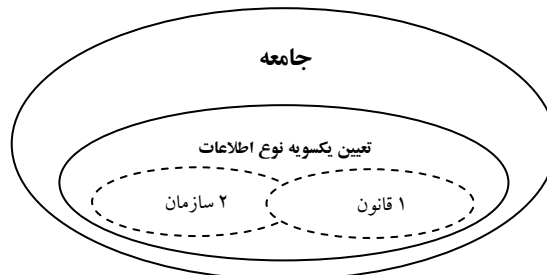 جامعه
تعیین یکسویه نوع اطلاعات
۱ قانون
۲ سازمان